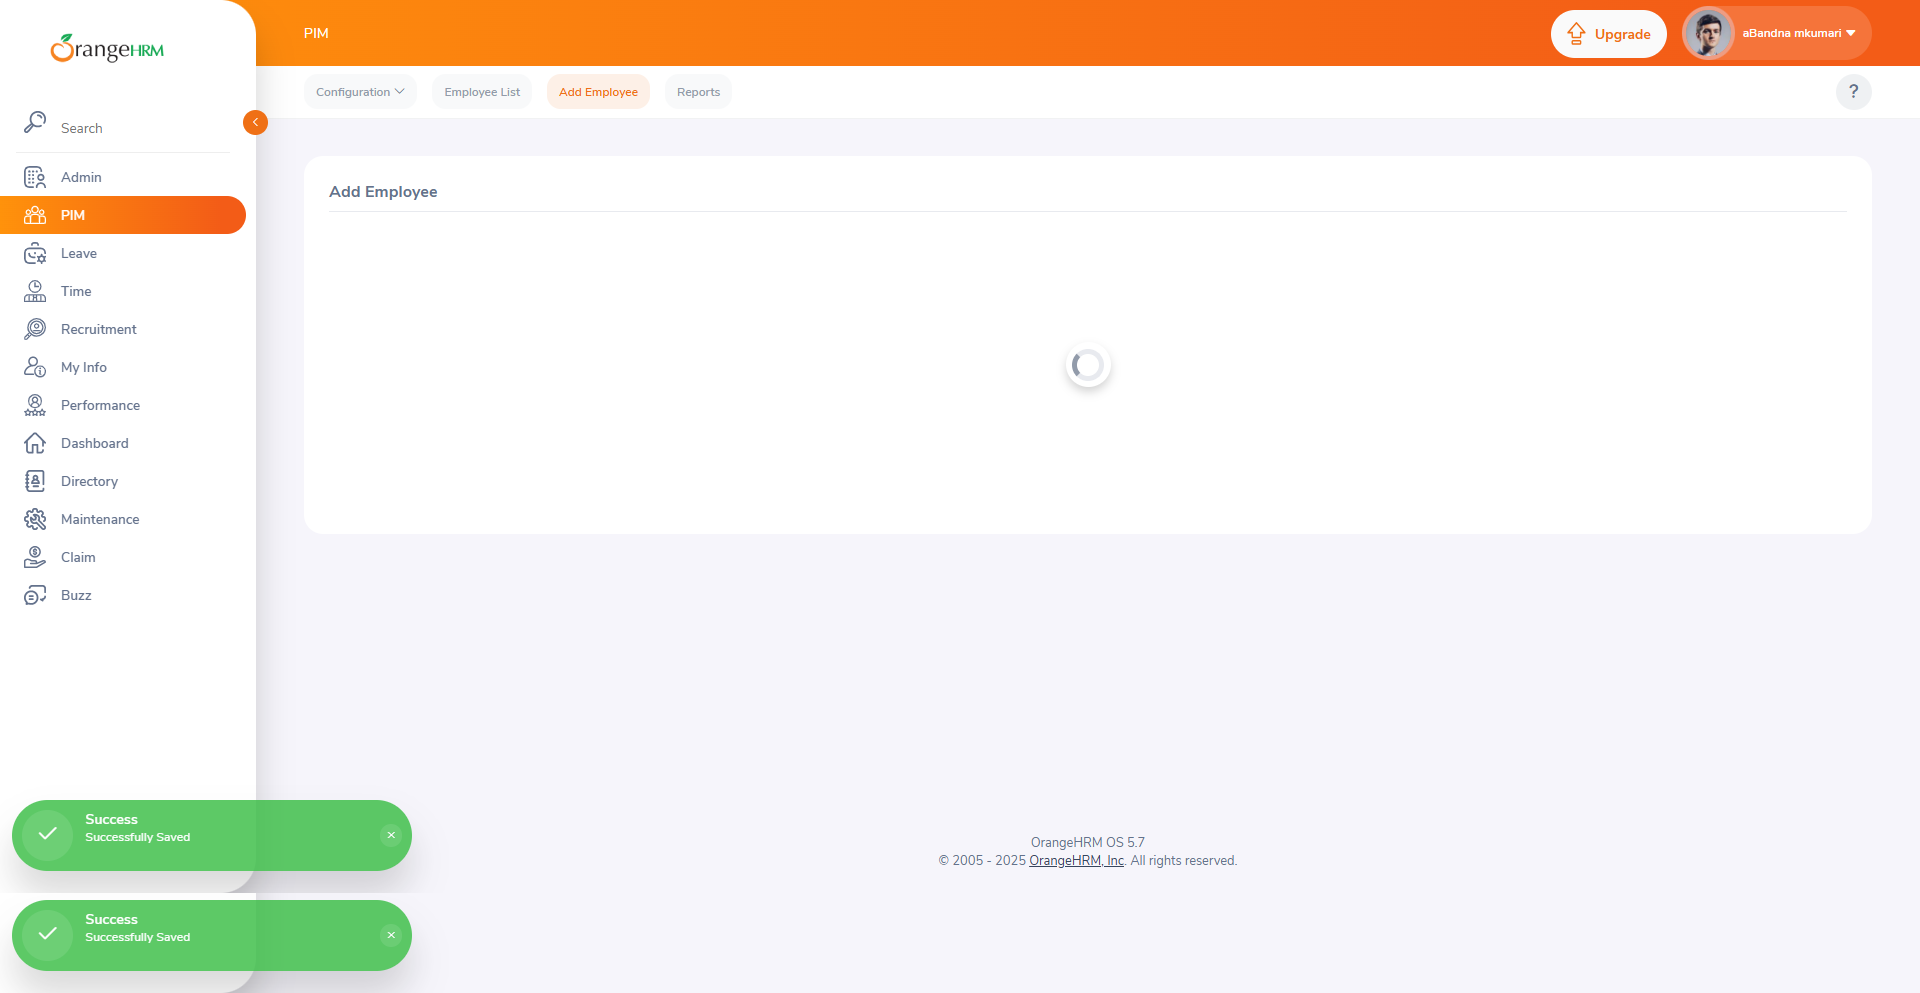 OrangeHRM
Search
Admin
PIM
Leave
Time
Recruitment
My Info
Performance
Dashboard
Directory
Maintenance
Claim
Buzz
PIM
Upgrade
aBandna mkumari
Configuration
Employee List
Add Employee
Reports
?
Add Employee
OrangeHRM OS 5.7
© 2005 - 2025 OrangeHRM, Inc. All rights reserved.
Success
Successfully Saved
Success
Successfully Saved